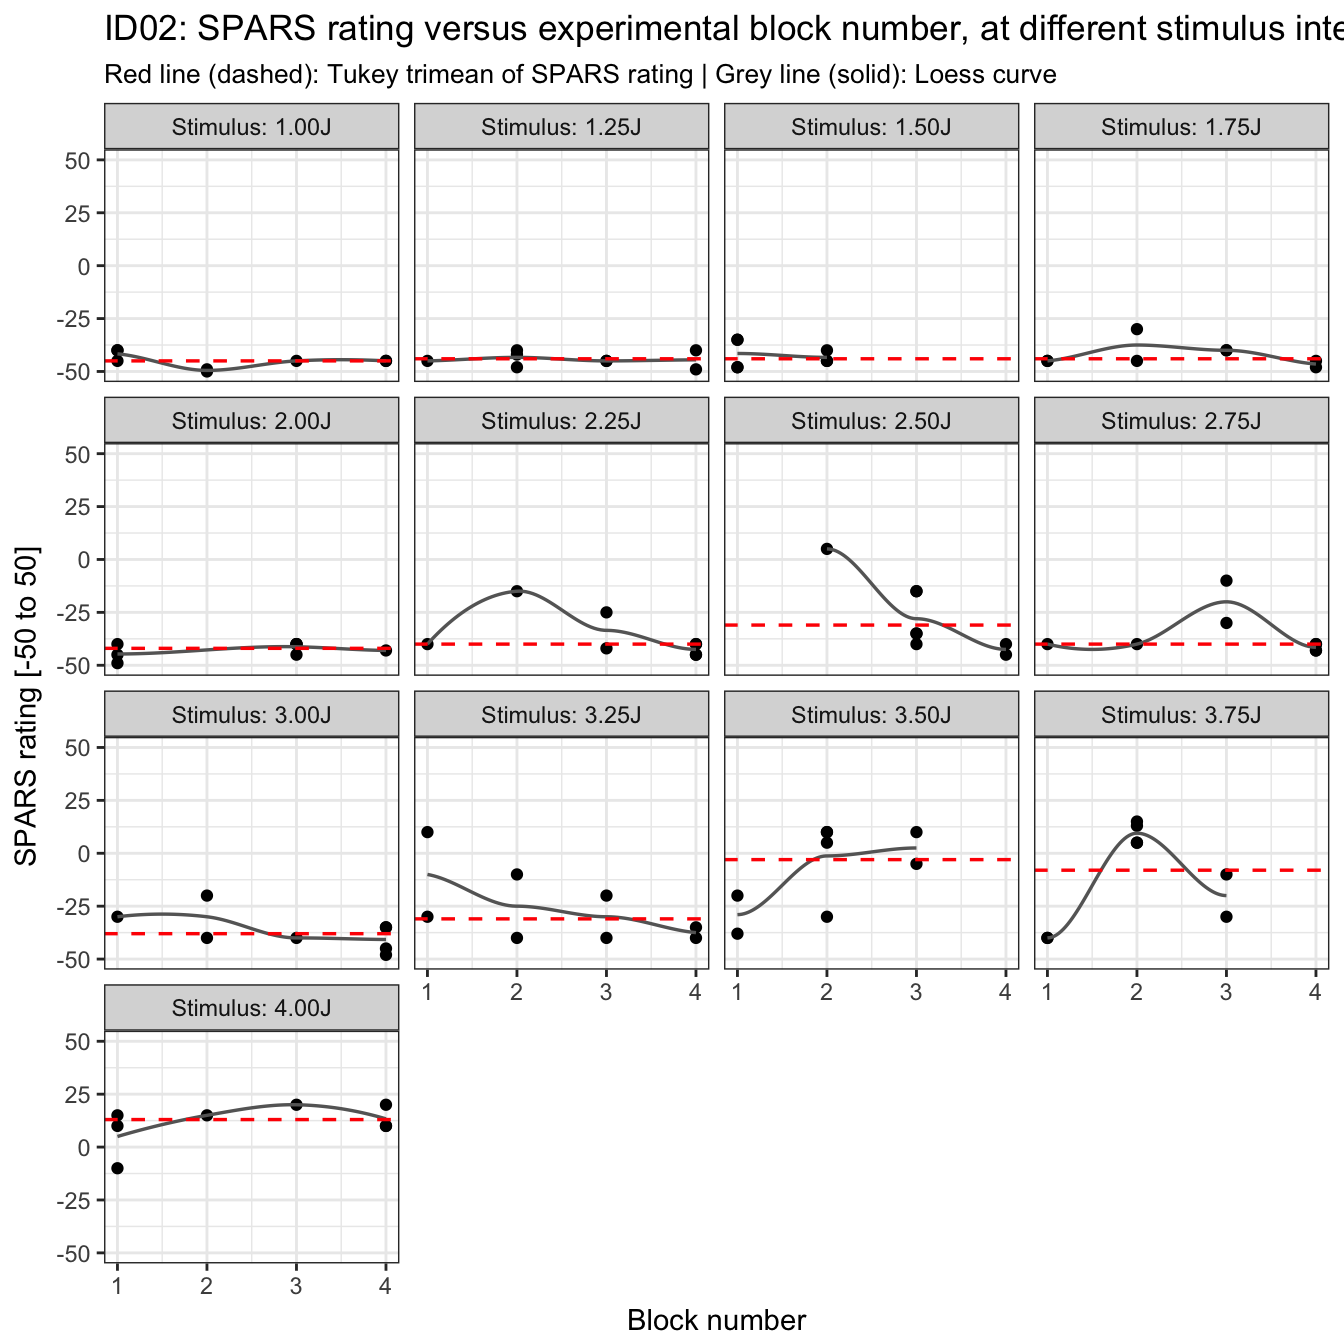 ID02: SPARS rating versus experimental block number, at different stimulus inte
Red line (dashed): Tukey trimean of SPARS rating | Grey line (solid): Loess curve
Stimulus: 1.00J Stimulus: 1.25J Stimulus: 1.50J Stimulus: 1.75J
50
25
0
-25
-50
Stimulus: 2.00J Stimulus: 2.25J Stimulus: 2.50J Stimulus: 2.75J
50
25
0
-25
-50
SPARS rating [-50 to 50]
Stimulus: 3.00J Stimulus: 3.25J Stimulus: 3.50J Stimulus: 3.75J
50
25
0
-25
-50
1 2 3 4 1 2 3 4 1 2 3 4
Stimulus: 4.00J
50
25
0
-25
-50
1 2 3 4
Block number